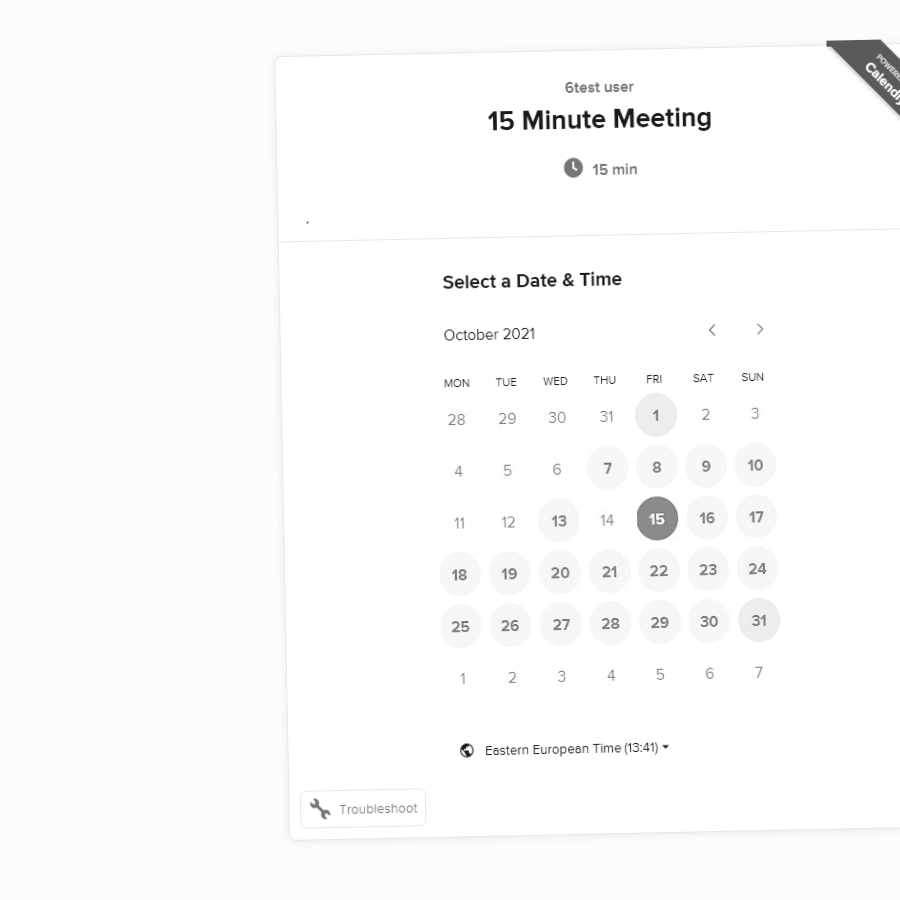 POWERED
Calendly
6test user
15 Minute Meeting
15 min
.
Select a Date & Time
October 2021
MON TUE WED THU FRI SAT SUN
28 29 30 31 1 2 3
4 5 6 7 8 9 10
11 12 13 14 15 16 17
18 19 20 21 22 23 24
25 26 27 28 29 30 31
1 2 3 4 5 6 7
Eastern European Time (13:41)
Troubleshoot